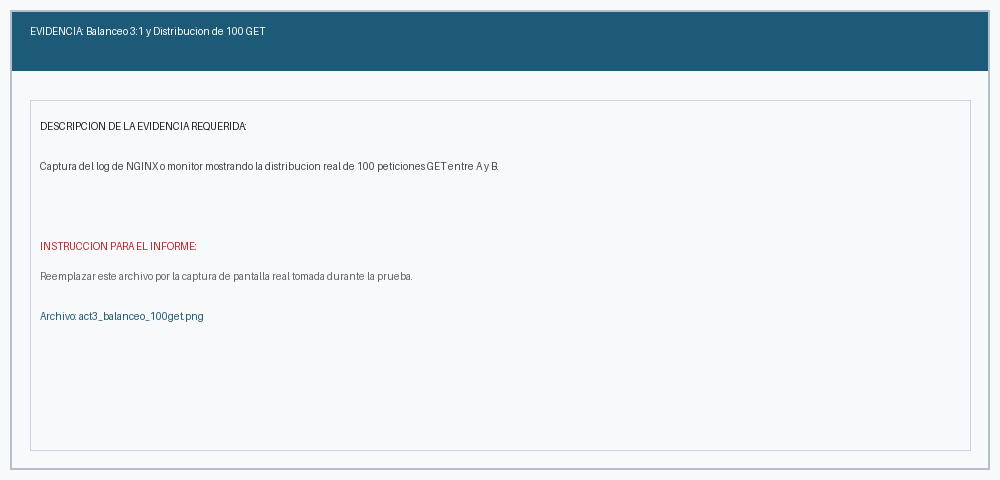 EVIDENCIA: Balanceo 3:1 y Distribucion de 100 GET
DESCRIPCION DE LA EVIDENCIA REQUERIDA:
Captura del log de NGINX o monitor mostrando la distribucion real de 100 peticiones GET entre A y B.
INSTRUCCION PARA EL INFORME:
Reemplazar este archivo por la captura de pantalla real tomada durante la prueba.
Archivo: act3_balanceo_100get.png